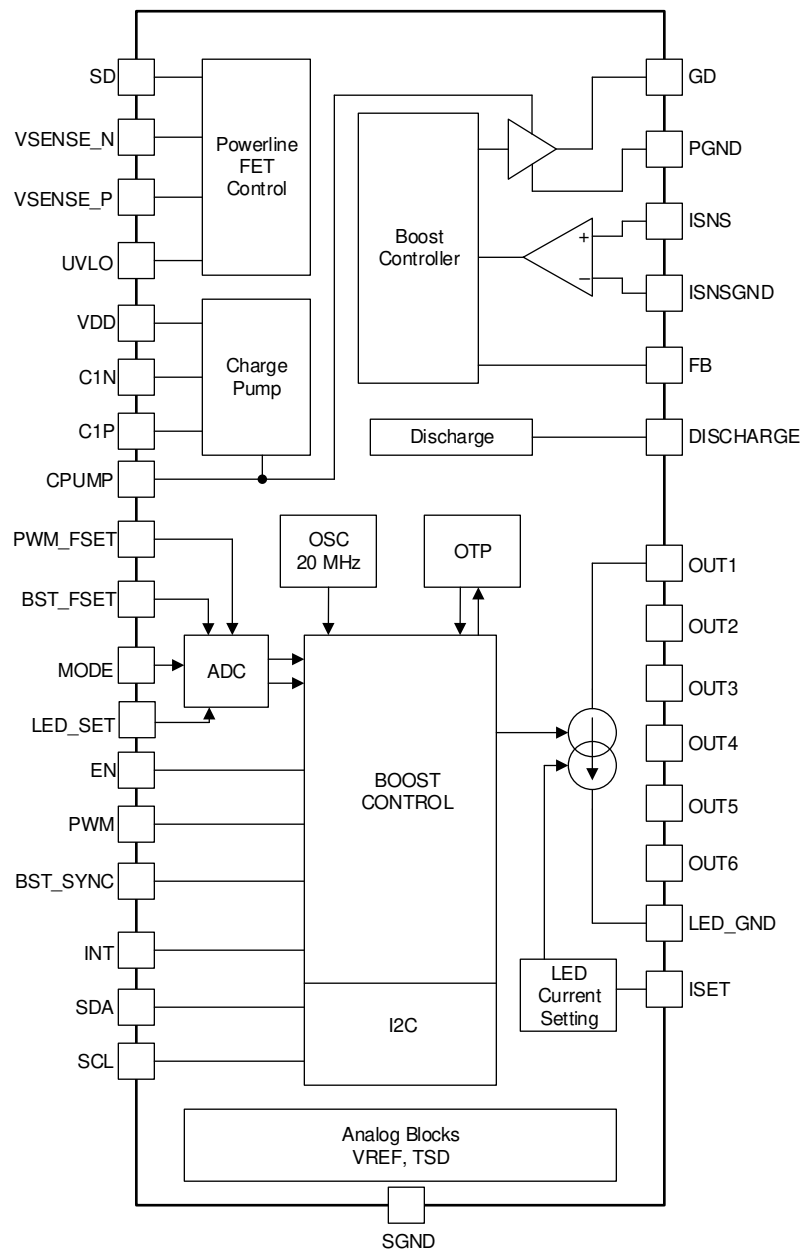 SD
VSENSE_N
VSENSE_P
UVLO
VDD
C1N
C1P
CPUMP
PWM_FSET
BST_FSET
MODE
LED_SET
EN
PWM
BST_SYNC
INT
SDA
SCL
Powerline
FET
Control
Charge
Pump
Boost
Controller
+
−
Discharge
OSC
20 MHz
OTP
ADC
BOOST
CONTROL
I2C
LED
Current
Setting
Analog Blocks
VREF, TSD
GD
PGND
ISNS
ISNSGND
FB
DISCHARGE
OUT1
OUT2
OUT3
OUT4
OUT5
OUT6
LED_GND
ISET
SGND